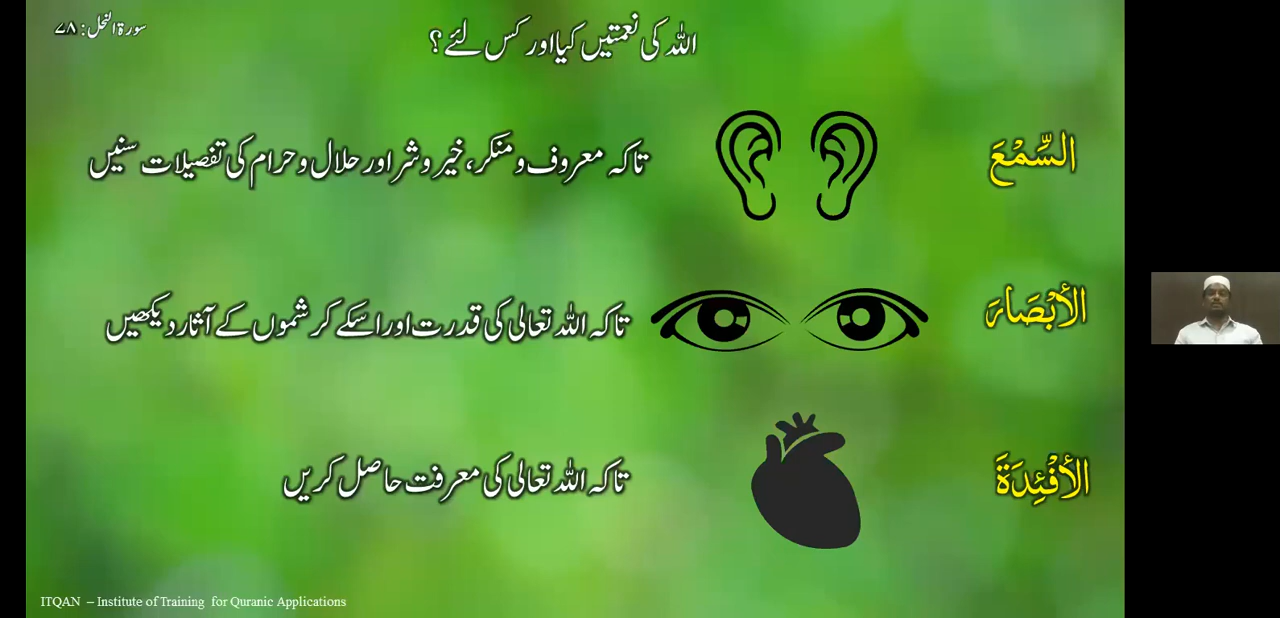 سورۃ النحل: ۷۸
اللہ کی نعمتیں کیا اور کس لئے؟
السَّمْعَ
تاکہ معروف و منکر، خیر و شر اور حلال و حرام کی تفصیلات سنیں
الأَبْصَارَ
تاکہ اللہ تعالی کی قدرت اور اسکے کرشموں کے آثار دیکھیں
الأَفْئِدَةَ
تاکہ اللہ تعالی کی معرفت حاصل کریں
ITQAN – Institute of Training for Quranic Applications